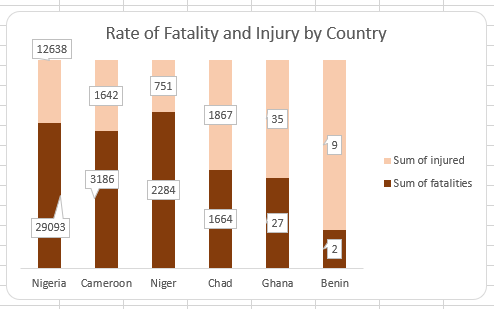 Rate of Fatality and Injury by Country
12638
1642
751
1867
35
9
Sum of injured
Sum of fatalities
29093
3186
2284
1664
27
2
Nigeria
Cameroon
Niger
Chad
Ghana
Benin